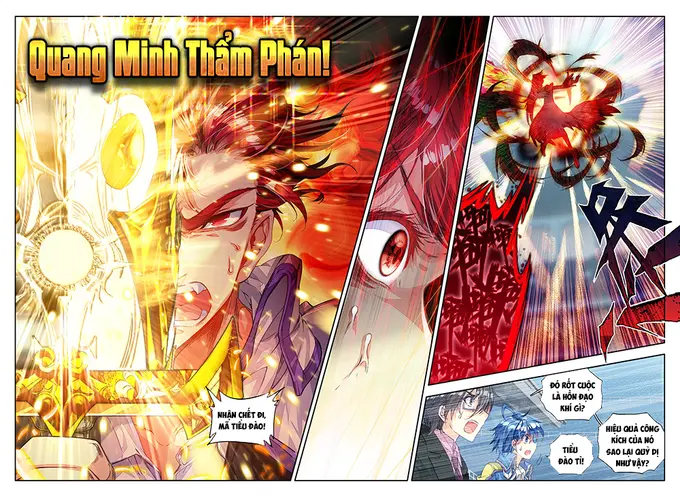 Quang Minh Thẩm Phán!
NHẬN CHẾT ĐI,
MÃ TIỂU ĐÀO!
ĐÓ RỐT CUỘC
LÀ HỒN ĐẠO
KHÍ GÌ?
HIỆU QUẢ CÔNG
KÍCH CỦA NÓ
SAO LẠI QUỶ DỊ
NHƯ VẬY?
TIỂU
ĐÀO TỈ!